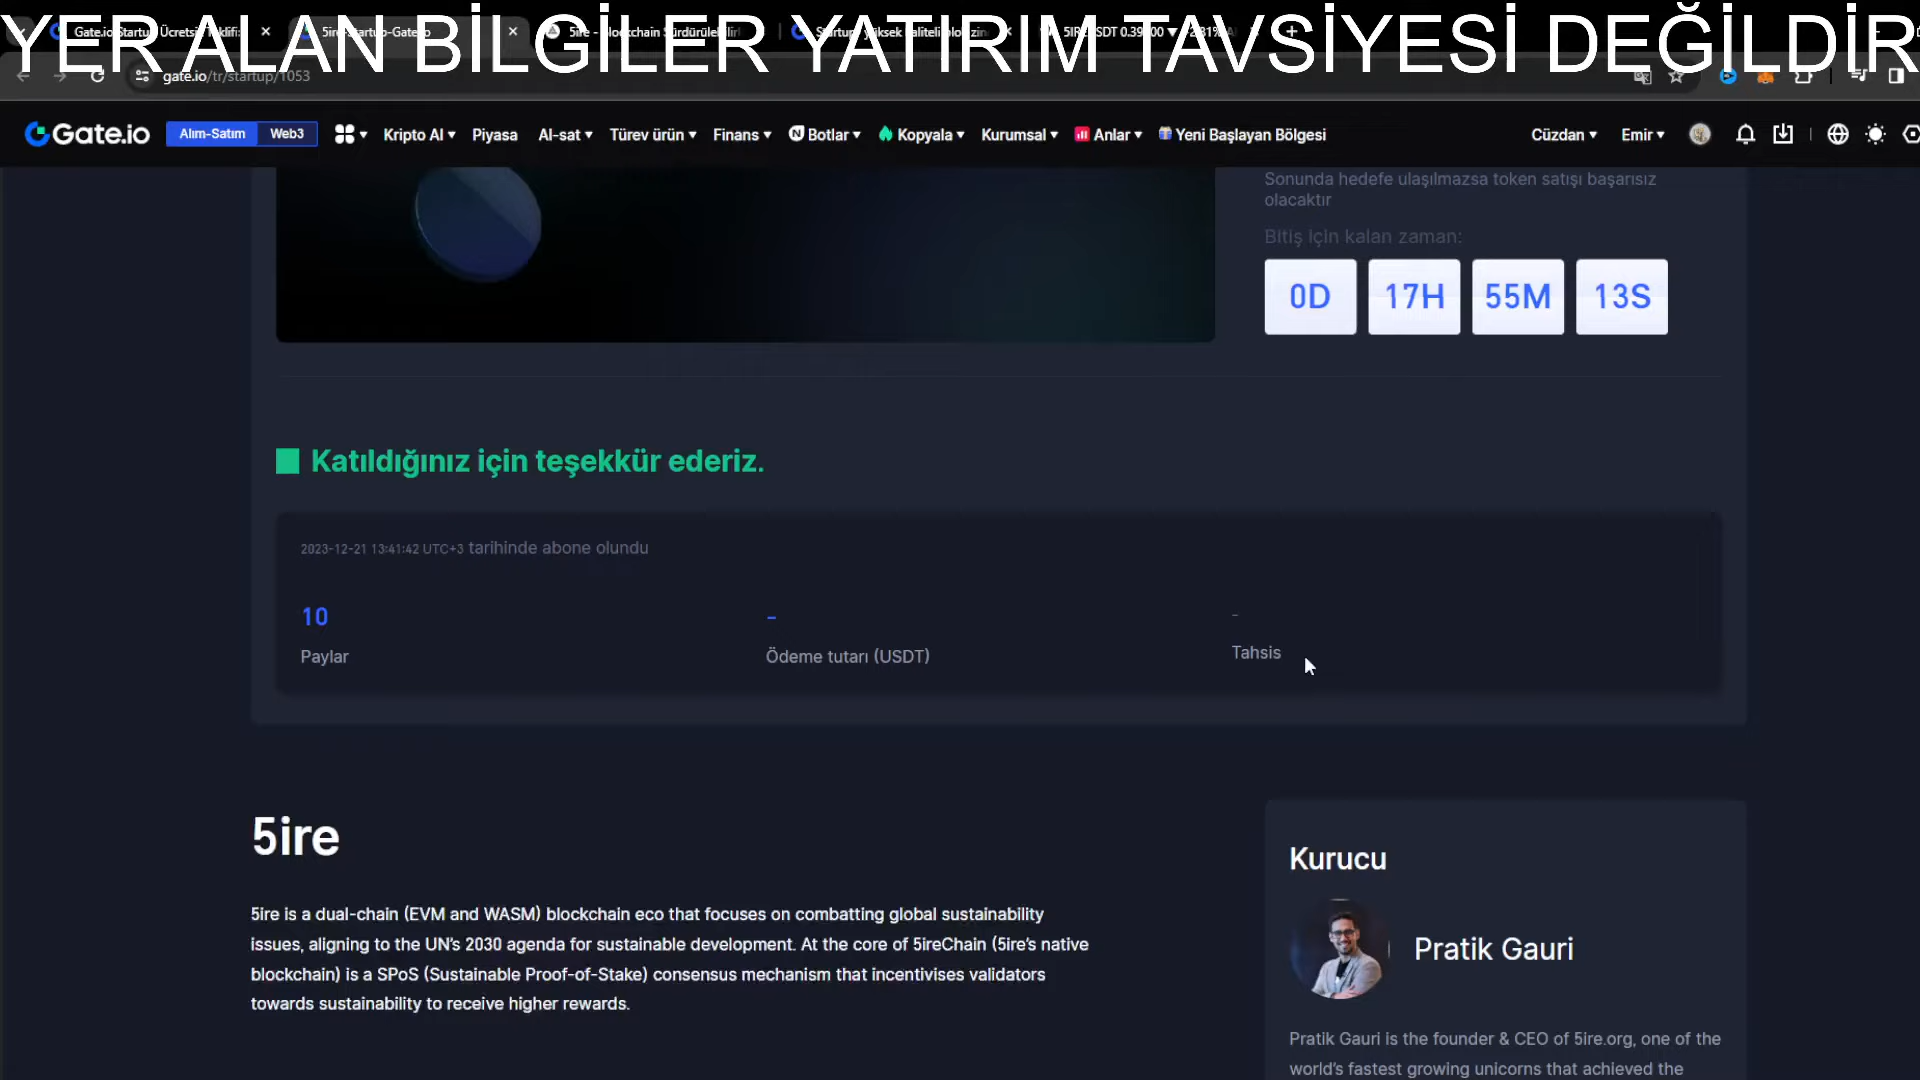 YER ALAN BİLGİLER YATIRIM TAVSİYESİ DEĞİLDİR
gate.io/tr/startup/1053
Gate.io Alım-Satım Web3 Kripto Al Piyasa Al-sat Türev ürün Finans Botlar Kopyala Kurumsal Anlar Yeni Başlayan Bölgesi Cüzdan Emir
Sonunda hedefe ulaşılmazsa token satışı başarısız
olacaktır
Bitiş için kalan zaman:
0D 17H 55M 13S
Katıldığınız için teşekkür ederiz.
2023-12-21 13:41:42 UTC+3 tarihinde abone olundu
10 - -
Paylar Ödeme tutarı (USDT) Tahsis
5ire
5ire is a dual-chain (EVM and WASM) blockchain eco that focuses on combatting global sustainability
issues, aligning to the UN's 2030 agenda for sustainable development. At the core of 5ireChain (5ire's native
blockchain) is a SPoS (Sustainable Proof-of-Stake) consensus mechanism that incentivises validators
towards sustainability to receive higher rewards.
Kurucu
Pratik Gauri
Pratik Gauri is the founder & CEO of 5ire.org, one of the
world's fastest growing unicorns that achieved the